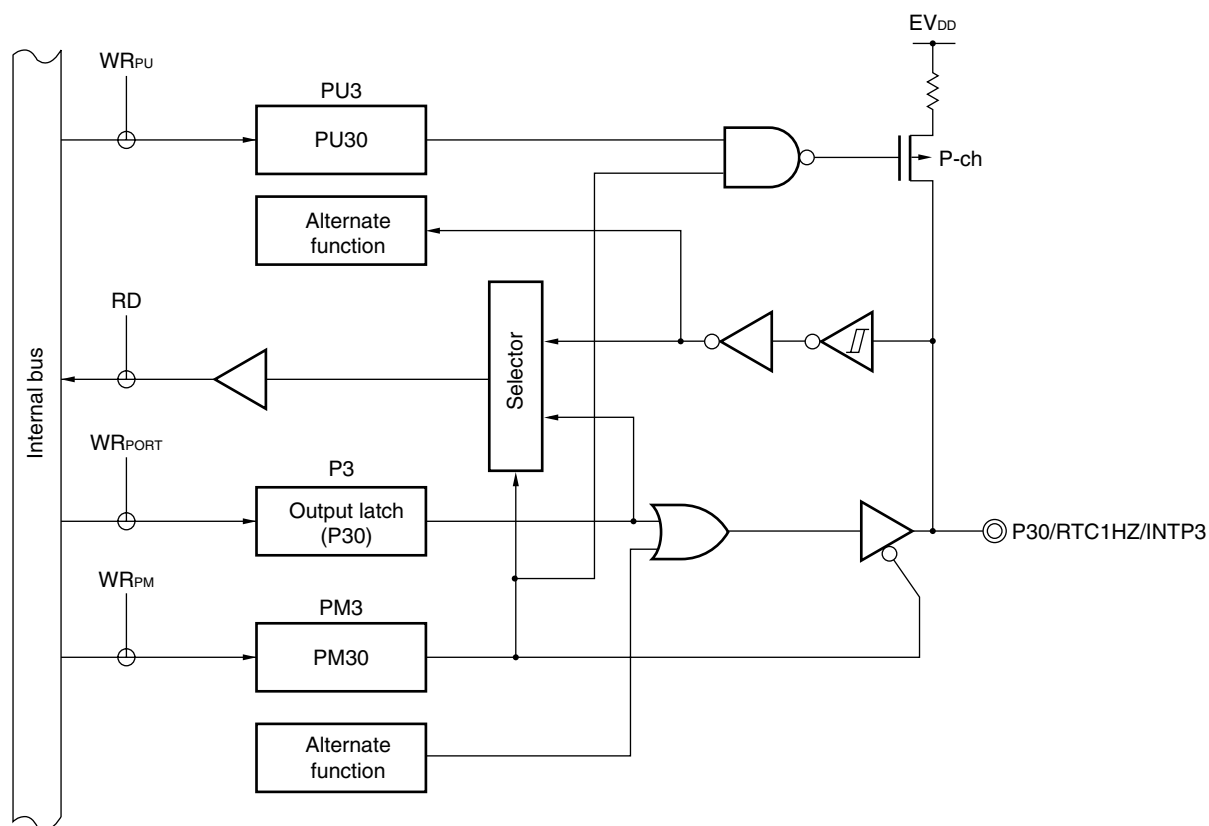 EVDD
WRPU
PU3
PU30
P-ch
Alternate
function
RD
Selector
Internal bus
WRPORT
P3
Output latch
(P30)
P30/RTC1HZ/INTP3
WRPM
PM3
PM30
Alternate
function